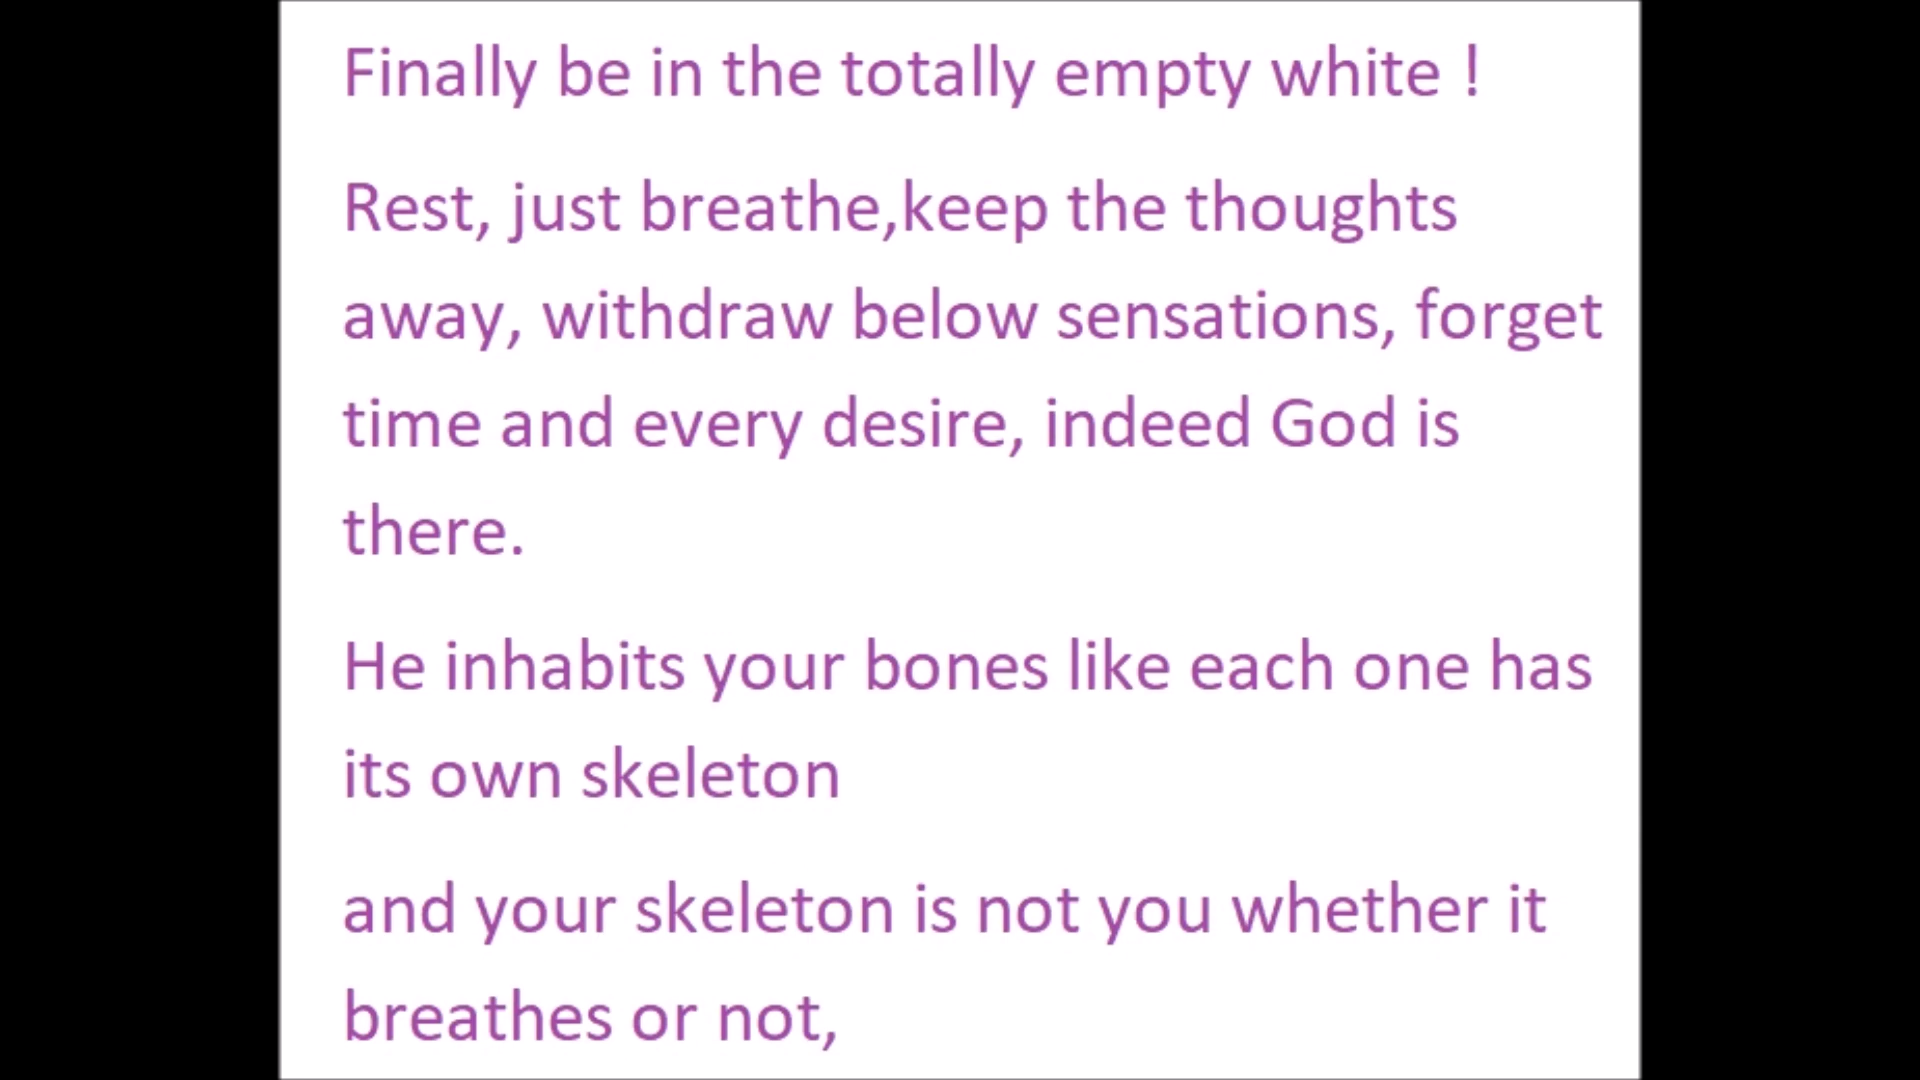 Finally be in the totally empty white !
Rest, just breathe,keep the thoughts
away, withdraw below sensations, forget
time and every desire, indeed God is
there.
He inhabits your bones like each one has
its own skeleton
and your skeleton is not you whether it
breathes or not,